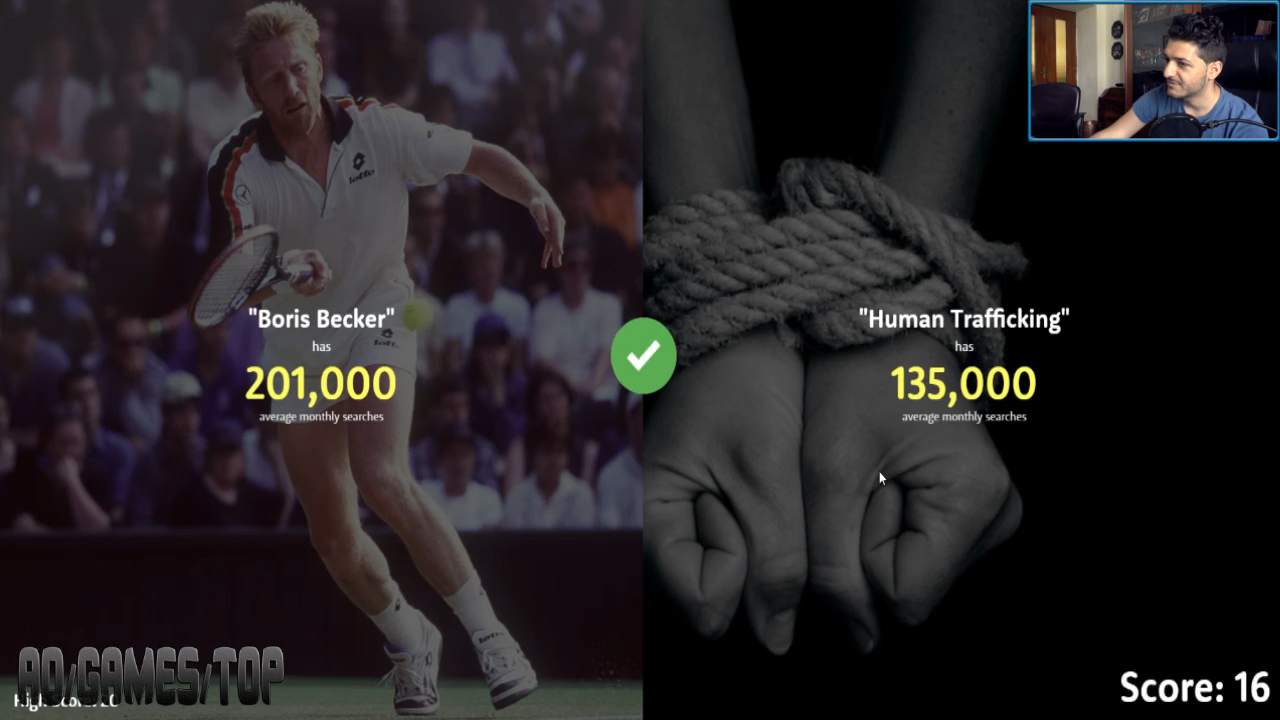 lotto
"Boris Becker"
has
201,000
average monthly searches
"Human Trafficking"
has
135,000
average monthly searches
AO/GAMES/TOP
Score: 16